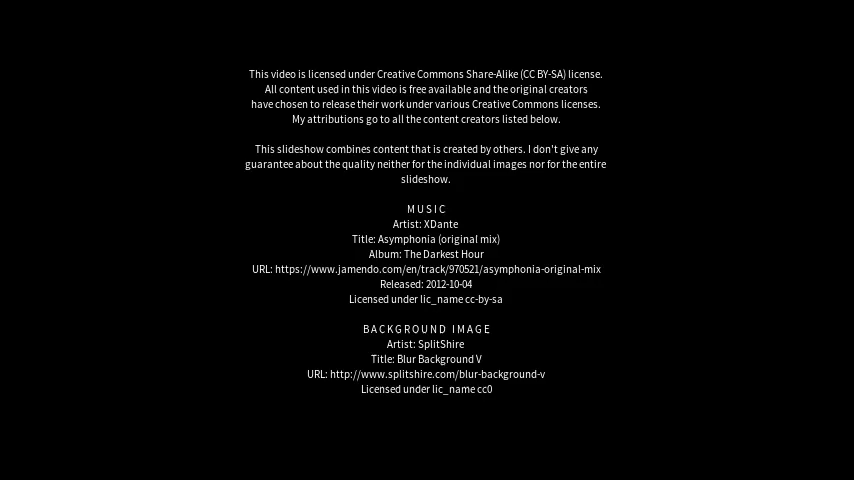 This video is licensed under Creative Commons Share-Alike (CC BY-SA) license.
All content used in this video is free available and the original creators
have chosen to release their work under various Creative Commons licenses.
My attributions go to all the content creators listed below.
This slideshow combines content that is created by others. I don't give any
guarantee about the quality neither for the individual images nor for the entire
slideshow.
MUSIC
Artist: XDante
Title: Asymphonia (original mix)
Album: The Darkest Hour
URL: https://www.jamendo.com/en/track/970521/asymphonia-original-mix
Released: 2012-10-04
Licensed under lic_name cc-by-sa
BACKGROUND IMAGE
Artist: SplitShire
Title: Blur Background V
URL: http://www.splitshire.com/blur-background-v
Licensed under lic_name cc0